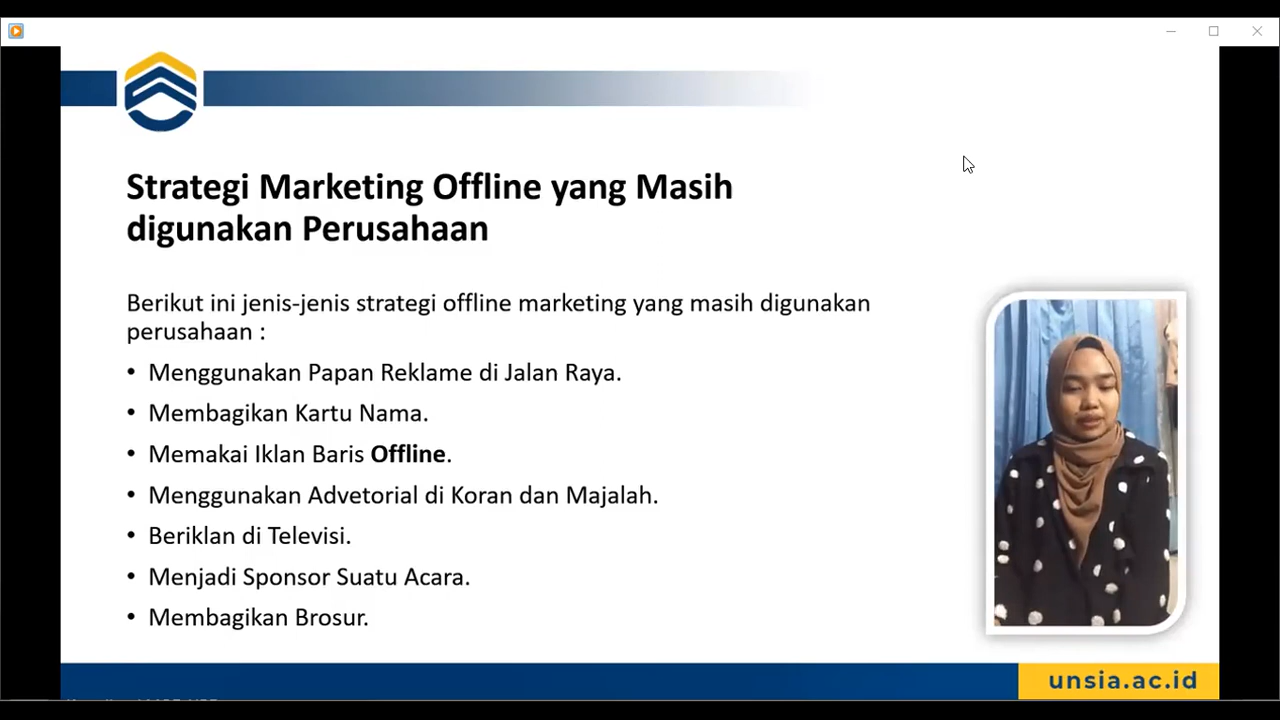 Strategi Marketing Offline yang Masih
digunakan Perusahaan
Berikut ini jenis-jenis strategi offline marketing yang masih digunakan
perusahaan :
• Menggunakan Papan Reklame di Jalan Raya.
• Membagikan Kartu Nama.
• Memakai Iklan Baris Offline.
• Menggunakan Advetorial di Koran dan Majalah.
• Beriklan di Televisi.
• Menjadi Sponsor Suatu Acara.
• Membagikan Brosur.
unsia.ac.id